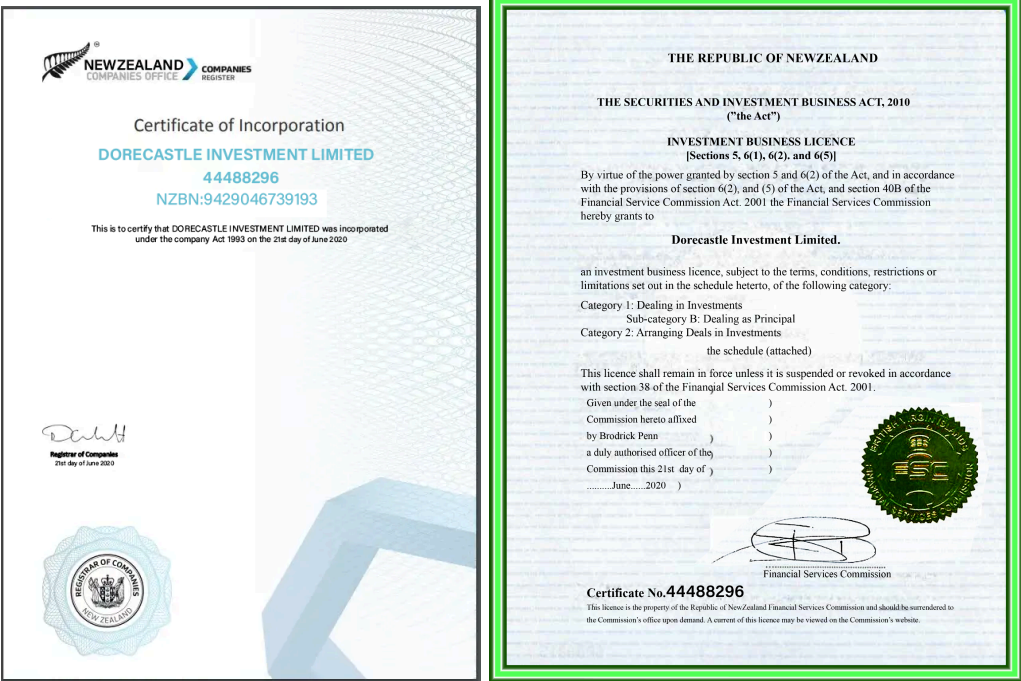 ®
NEWZEALAND
COMPANIES OFFICE
COMPANIES
REGISTER
Certificate of Incorporation
DORECASTLE INVESTMENT LIMITED
44488296
NZBN:9429046739193
This is to certify that DORECASTLE INVESTMENT LIMITED was incorporated
under the company Act 1993 on the 21st day of June 2020
Registrar of Companies
21st day of June 2020
REGISTRAR OF COMPANIES
NEW ZEALAND
THE REPUBLIC OF NEWZEALAND
THE SECURITIES AND INVESTMENT BUSINESS ACT, 2010
("the Act")
INVESTMENT BUSINESS LICENCE
[Sections 5, 6(1), 6(2). and 6(5)]
By virtue of the power granted by section 5 and 6(2) of the Act, and in accordance
with the provisions of section 6(2), and (5) of the Act, and section 40B of the
Financial Service Commission Act. 2001 the Financial Services Commission
hereby grants to
Dorecastle Investment Limited.
an investment business licence, subject to the terms, conditions, restrictions or
limitations set out in the schedule heterto, of the following category:
Category 1: Dealing in Investments
Sub-category B: Dealing as Principal
Category 2: Arranging Deals in Investments
the schedule (attached)
This licence shall remain in force unless it is suspended or revoked in accordance
with section 38 of the Financial Services Commission Act. 2001.
Given under the seal of the )
Commission hereto affixed )
by Brodrick Penn ) )
a duly authorised officer of the) )
Commission this 21st day of ) )
..........June......2020 )
BRITISH VIRGIN ISLANDS
FSC
FINANCIAL SERVICES COMMISSION
Financial Services Commission
Certificate No.44488296
This licence is the property of the Republic of NewZealand Financial Services Commission and should be surrendered to
the Commission's office upon demand. A current of this licence may be viewed on the Commission's website.